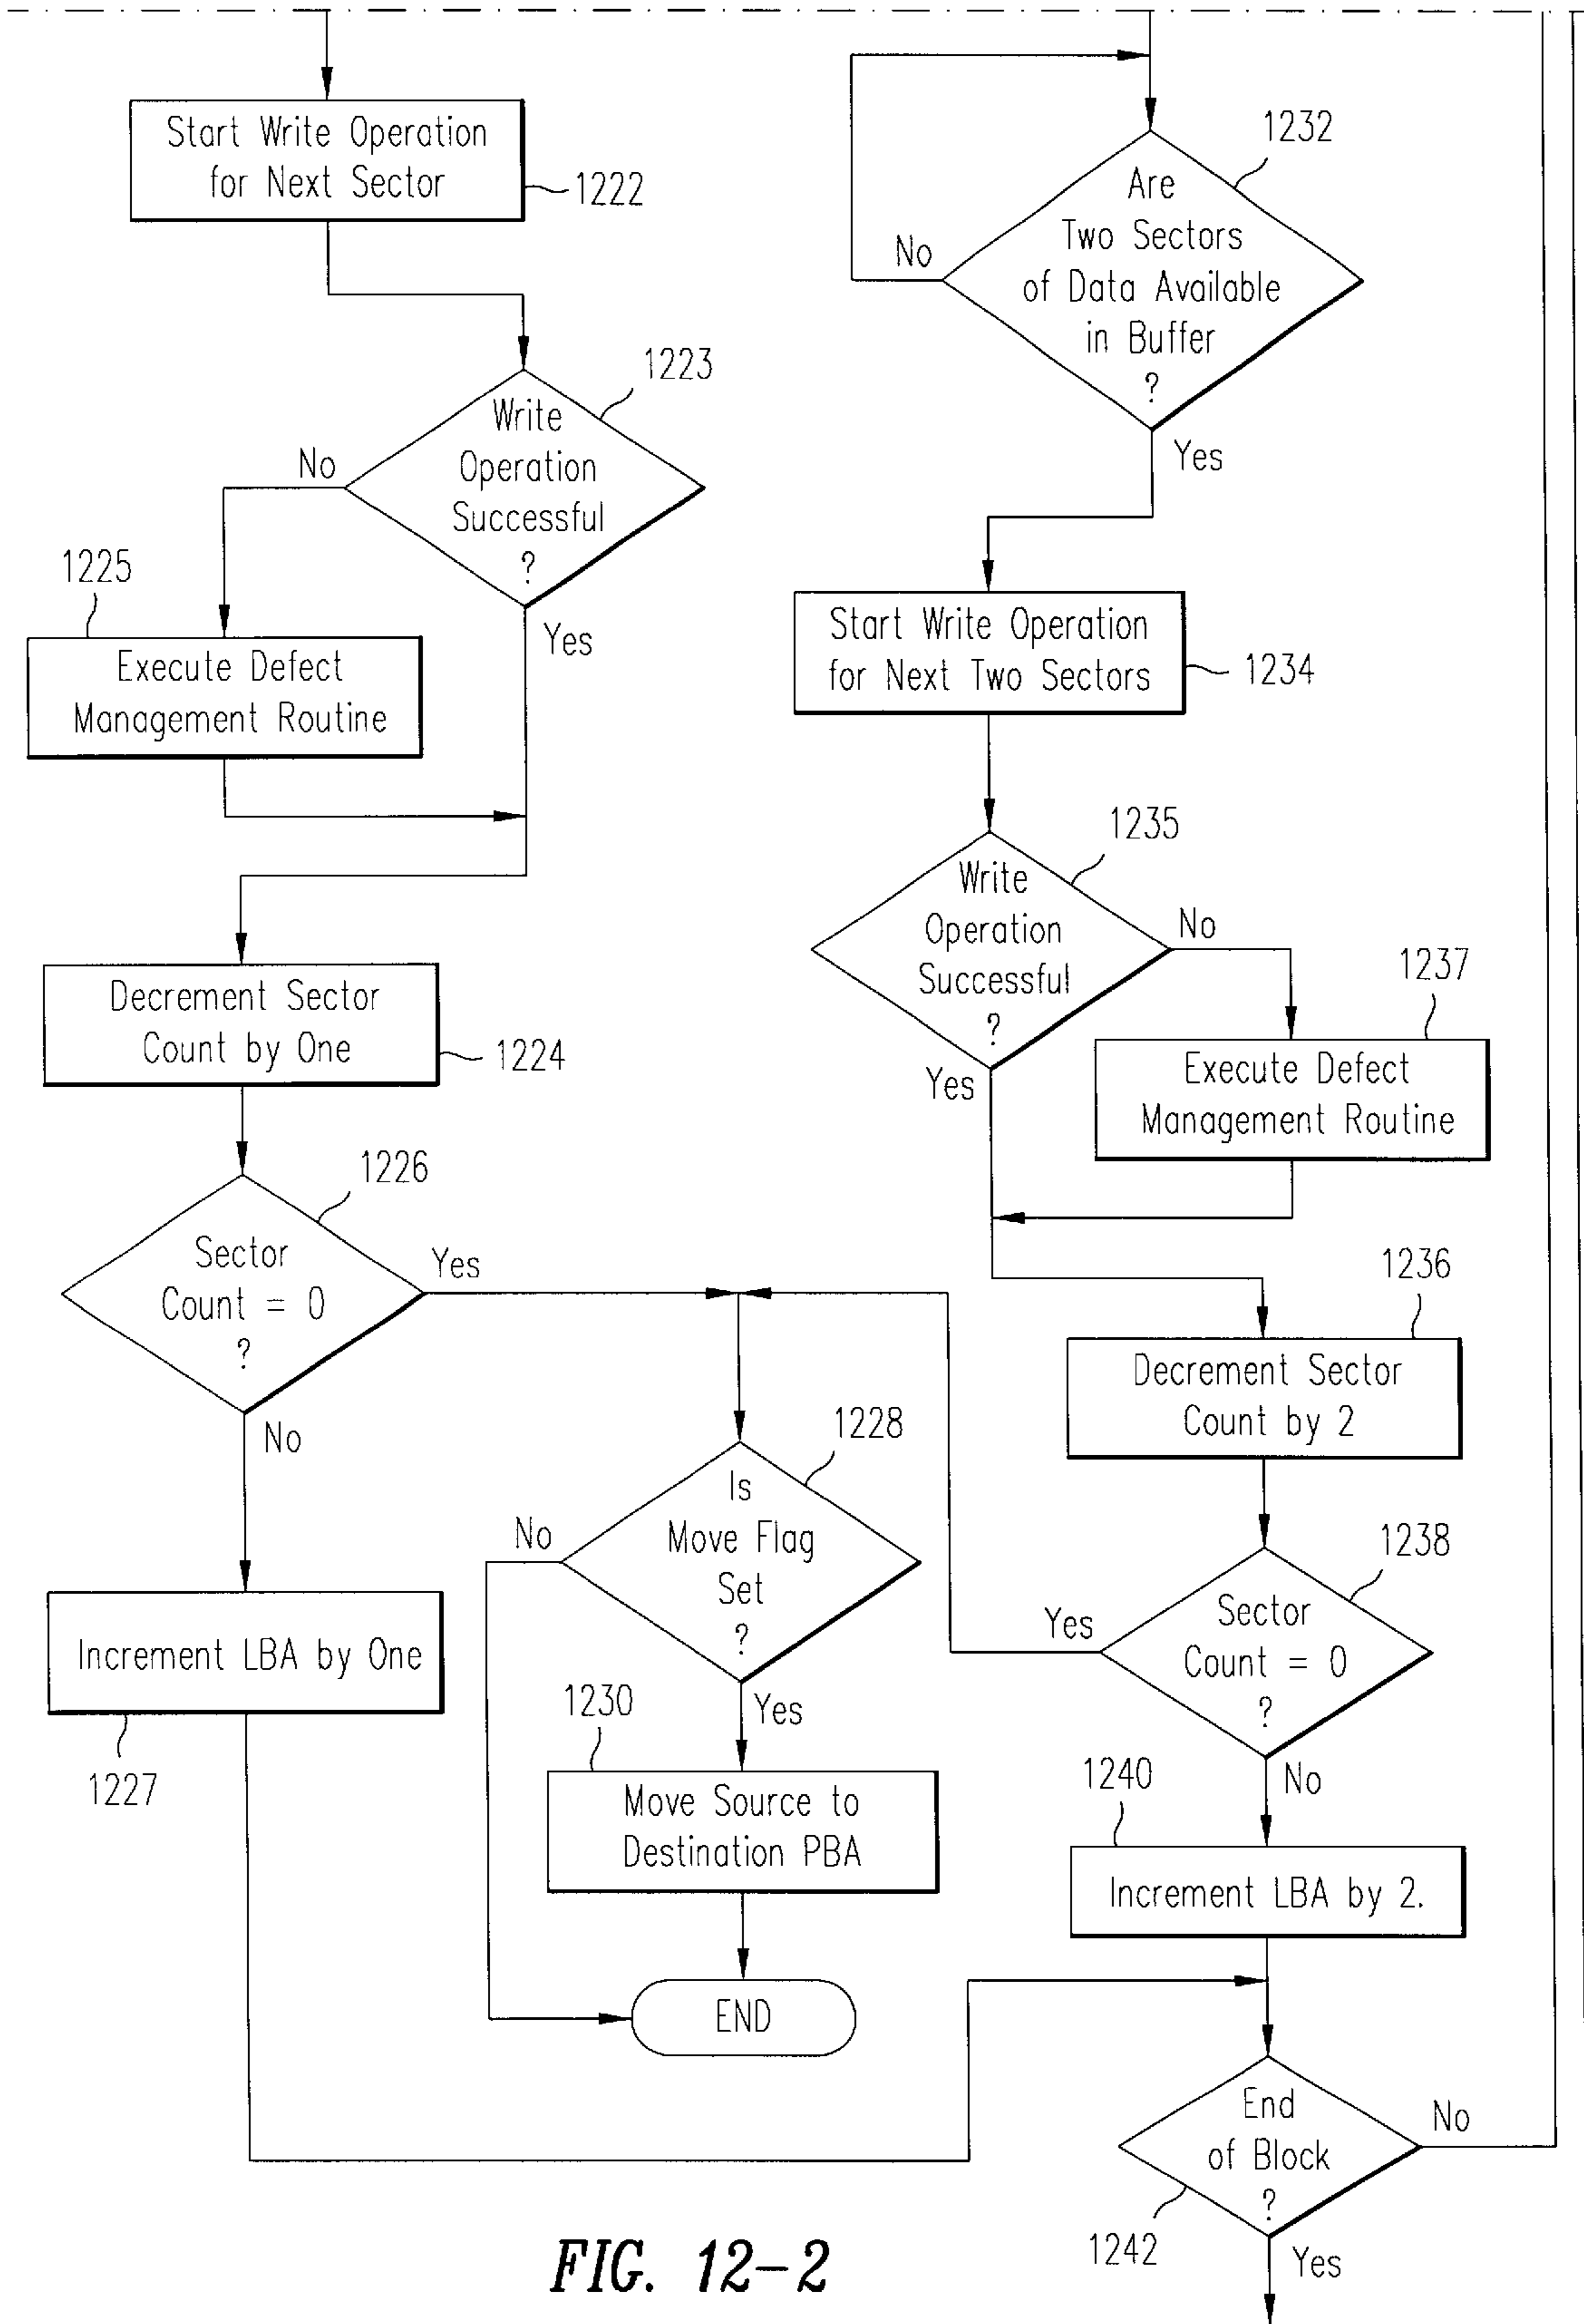 Start Write Operation
for Next Sector
1222
1232
Are
Two Sectors
of Data Available
in Buffer
?
No
Yes
1223
Write
Operation
Successful
?
No
Yes
1225
Execute Defect
Management Routine
Start Write Operation
for Next Two Sectors
1234
1235
Write
Operation
Successful
?
No
Yes
1237
Execute Defect
Management Routine
Decrement Sector
Count by One
1224
1226
Sector
Count = 0
?
Yes
No
1236
Decrement Sector
Count by 2
1228
Is
Move Flag
Set
?
No
Yes
1238
Sector
Count = 0
?
Yes
No
Increment LBA by One
1227
1230
Move Source to
Destination PBA
1240
Increment LBA by 2.
END
End
of Block
?
No
1242
Yes
FIG. 12-2